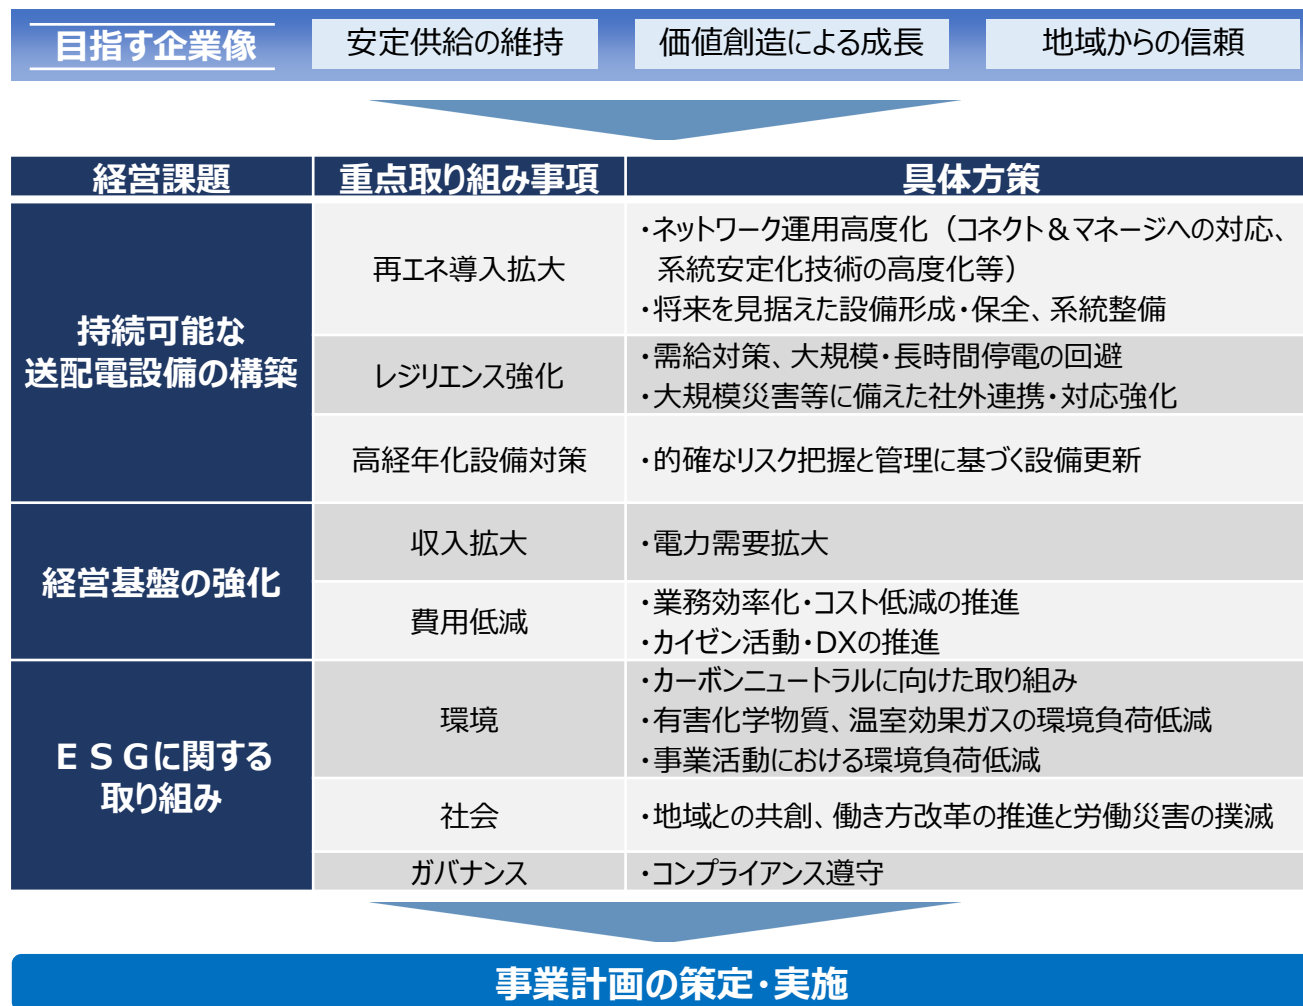 目指す企業像
安定供給の維持
価値創造による成長
地域からの信頼
経営課題
重点取り組み事項
具体方策
持続可能な
送配電設備の構築
再エネ導入拡大
・ネットワーク運用高度化（コネクト＆マネージへの対応、
系統安定化技術の高度化等）
・将来を見据えた設備形成・保全、系統整備
レジリエンス強化
・需給対策、大規模・長時間停電の回避
・大規模災害等に備えた社外連携・対応強化
高経年化設備対策
・的確なリスク把握と管理に基づく設備更新
経営基盤の強化
収入拡大
・電力需要拡大
費用低減
・業務効率化・コスト低減の推進
・カイゼン活動・DXの推進
ＥＳＧに関する
取り組み
環境
・カーボンニュートラルに向けた取り組み
・有害化学物質、温室効果ガスの環境負荷低減
・事業活動における環境負荷低減
社会
・地域との共創、働き方改革の推進と労働災害の撲滅
ガバナンス
・コンプライアンス遵守
事業計画の策定・実施